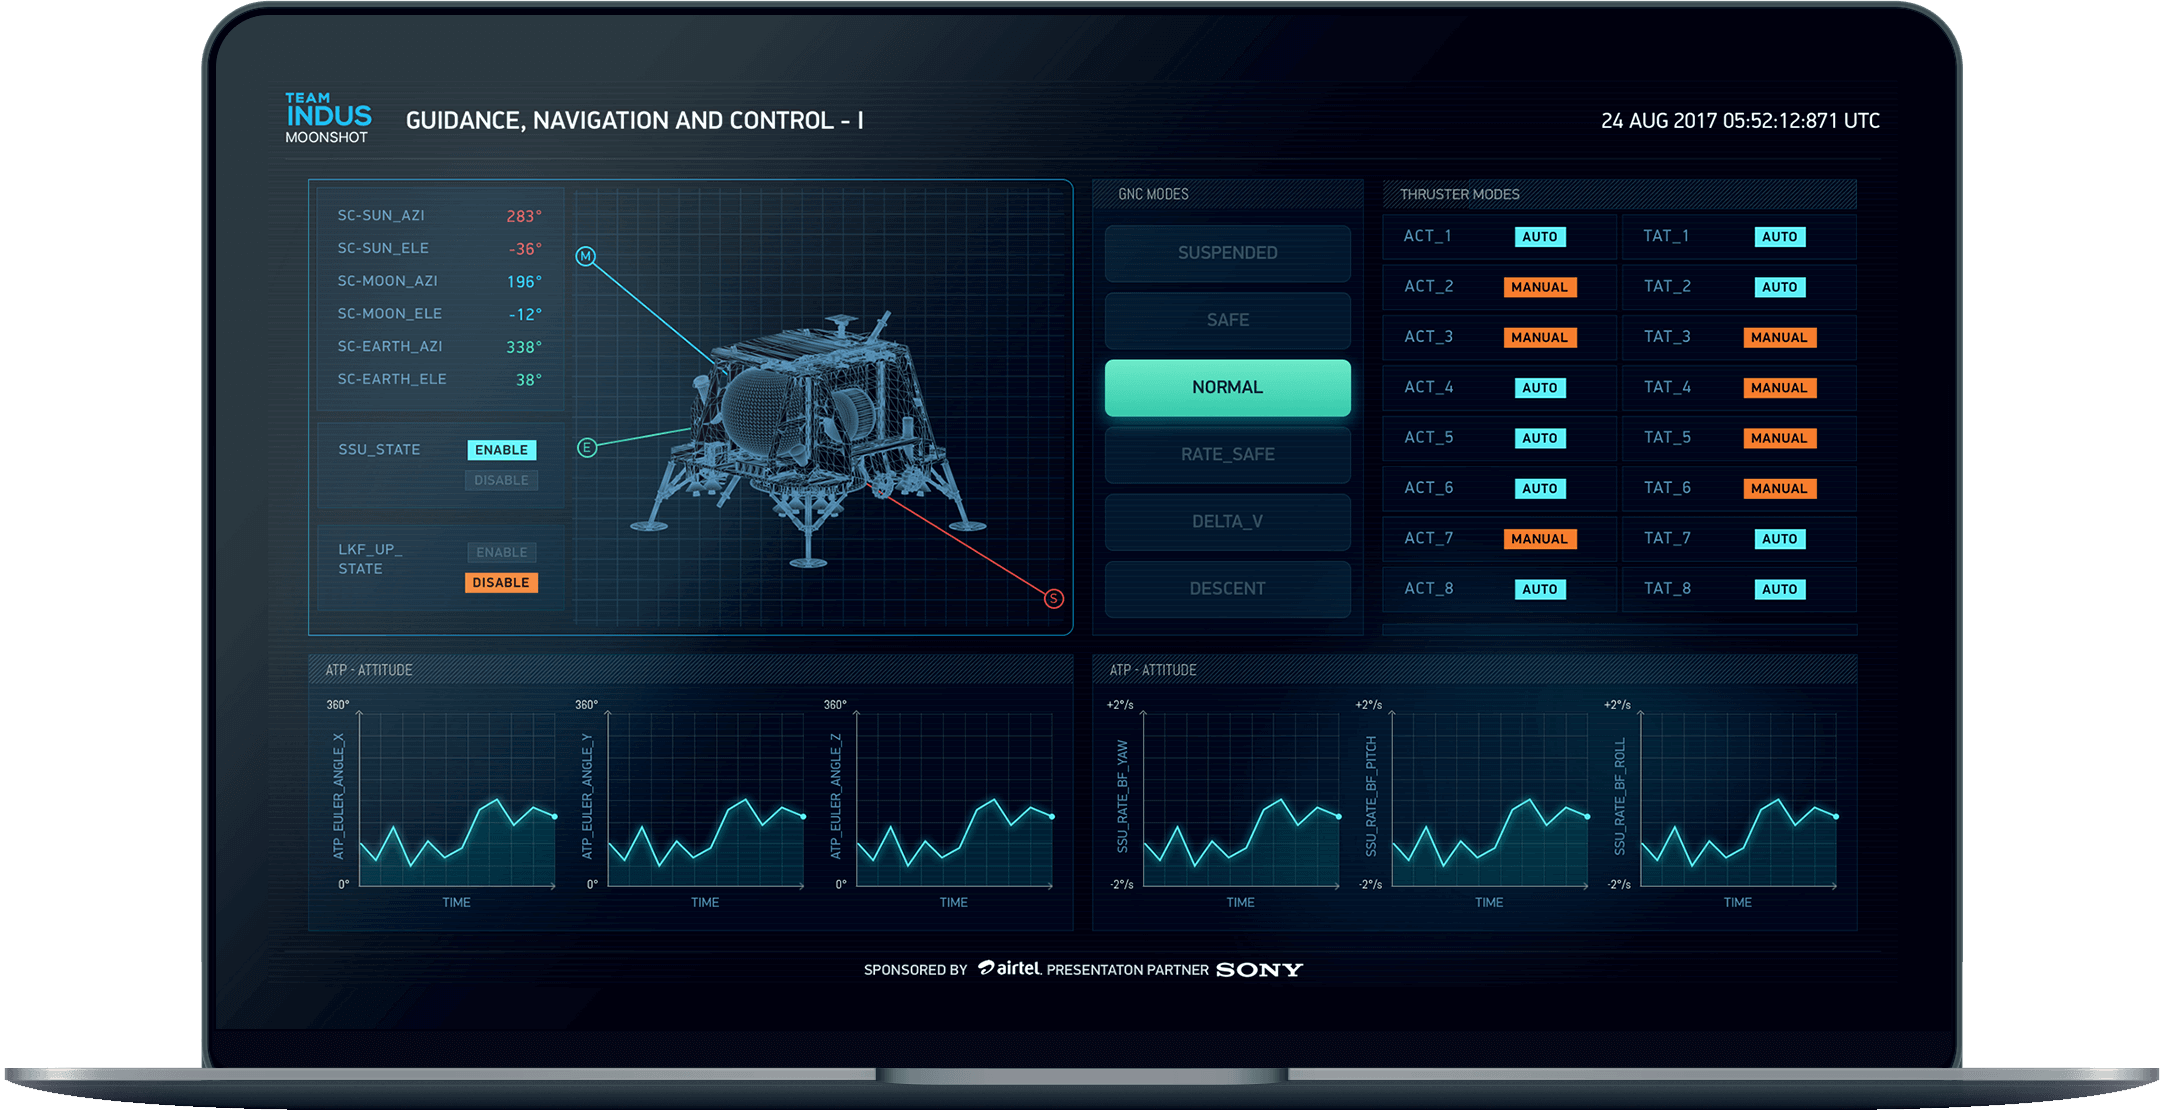 TEAM
INDUS
MOONSHOT
GUIDANCE, NAVIGATION AND CONTROL - I
24 AUG 2017 05:52:12:871 UTC
SC-SUN_AZI 283°
SC-SUN_ELE -36°
SC-MOON_AZI 196°
SC-MOON_ELE -12°
SC-EARTH_AZI 338°
SC-EARTH_ELE 38°
SSU_STATE ENABLE
DISABLE
LKF_UP_
STATE
ENABLE
DISABLE
M
E
S
GNC MODES
SUSPENDED
SAFE
NORMAL
RATE_SAFE
DELTA_V
DESCENT
THRUSTER MODES
ACT_1 AUTO TAT_1 AUTO
ACT_2 MANUAL TAT_2 AUTO
ACT_3 MANUAL TAT_3 MANUAL
ACT_4 AUTO TAT_4 MANUAL
ACT_5 AUTO TAT_5 MANUAL
ACT_6 AUTO TAT_6 MANUAL
ACT_7 MANUAL TAT_7 AUTO
ACT_8 AUTO TAT_8 AUTO
ATP - ATTITUDE
360°
ATP_EULER_ANGLE_X
0°
TIME
360°
ATP_EULER_ANGLE_Y
0°
TIME
360°
ATP_EULER_ANGLE_Z
0°
TIME
ATP - ATTITUDE
+2°/s
SSU_RATE_BF_YAW
-2°/s
TIME
+2°/s
SSU_RATE_BF_PITCH
-2°/s
TIME
+2°/s
SSU_RATE_BF_ROLL
-2°/s
TIME
SPONSORED BY airtel. PRESENTATON PARTNER SONY